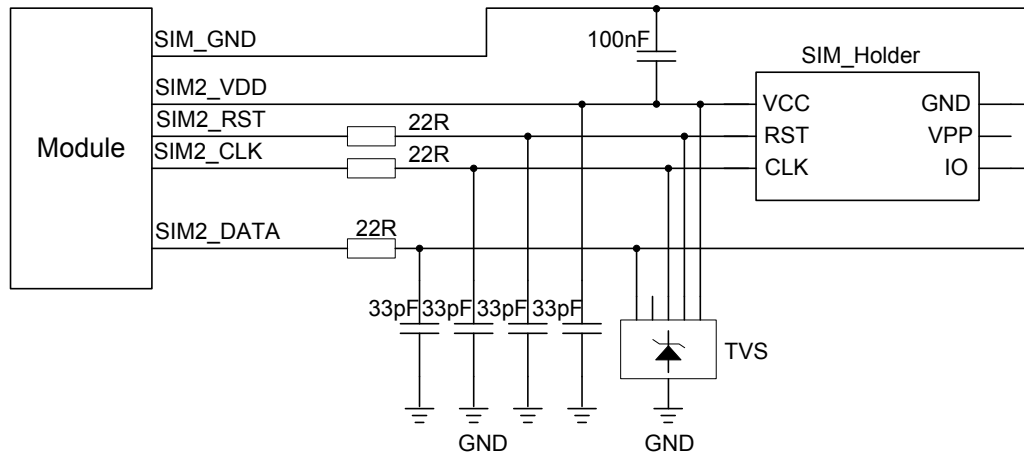 SIM_GND
100nF
SIM_Holder
SIM2_VDD
VCC
GND
SIM2_RST
22R
RST
VPP
Module
SIM2_CLK
22R
CLK
IO
SIM2_DATA
22R
33pF 33pF 33pF 33pF
TVS
GND
GND